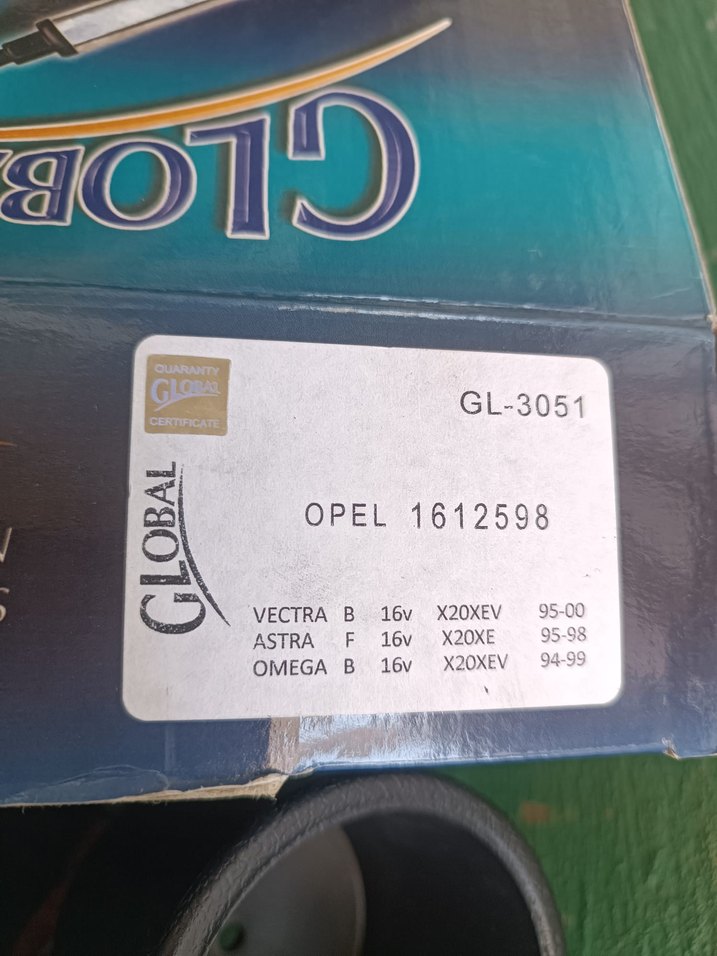 GLOB
QUARANTY
GLOBAL
CERTIFICATE
GL-3051
GLOBAL
OPEL 1612598
VECTRA B 16v X20XEV 95-00
ASTRA F 16v X20XE 95-98
OMEGA B 16v X20XEV 94-99